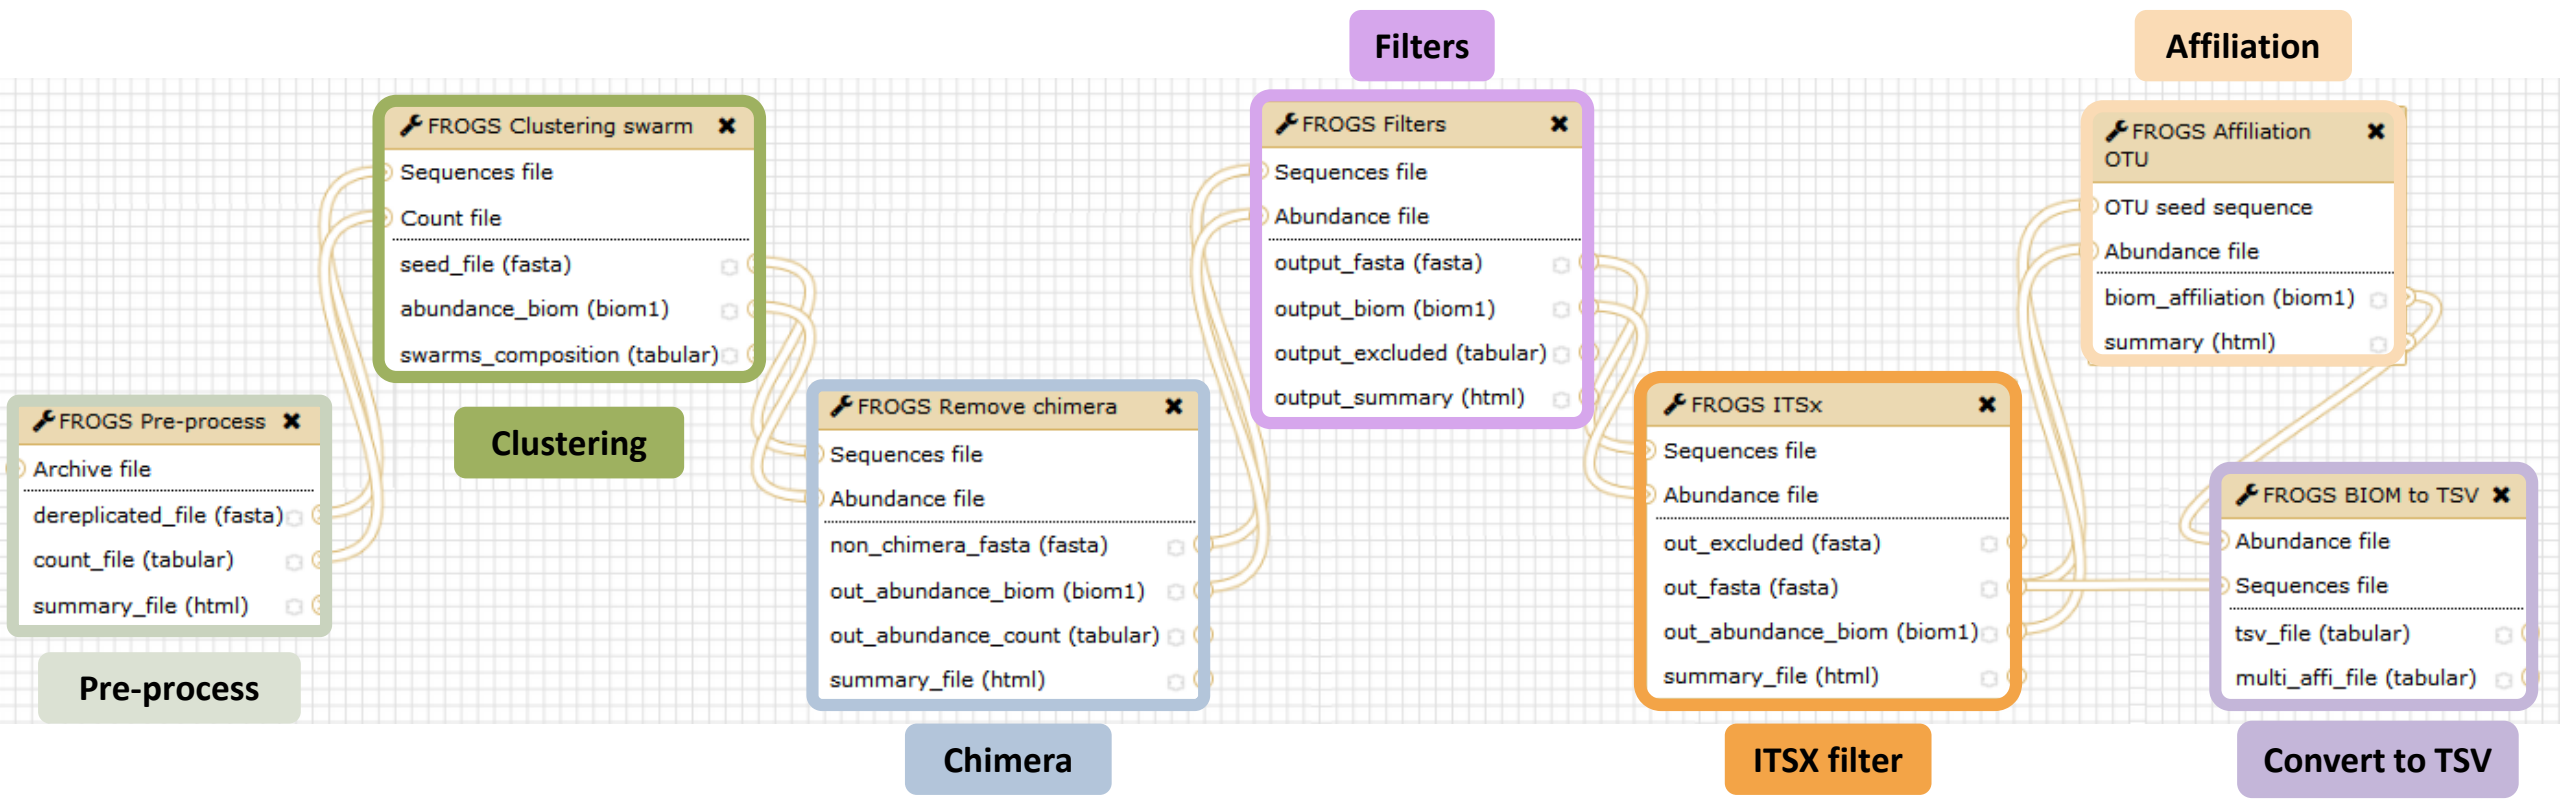 Filters
Affiliation
FROGS Pre-process
Archive file
dereplicated_file (fasta)
count_file (tabular)
summary_file (html)
Pre-process
FROGS Clustering swarm
Sequences file
Count file
seed_file (fasta)
abundance_biom (biom1)
swarms_composition (tabular)
Clustering
FROGS Remove chimera
Sequences file
Abundance file
non_chimera_fasta (fasta)
out_abundance_biom (biom1)
out_abundance_count (tabular)
summary_file (html)
Chimera
FROGS Filters
Sequences file
Abundance file
output_fasta (fasta)
output_biom (biom1)
output_excluded (tabular)
output_summary (html)
FROGS ITSx
Sequences file
Abundance file
out_excluded (fasta)
out_fasta (fasta)
out_abundance_biom (biom1)
summary_file (html)
ITSX filter
FROGS Affiliation
OTU
OTU seed sequence
Abundance file
biom_affiliation (biom1)
summary (html)
FROGS BIOM to TSV
Abundance file
Sequences file
tsv_file (tabular)
multi_affi_file (tabular)
Convert to TSV